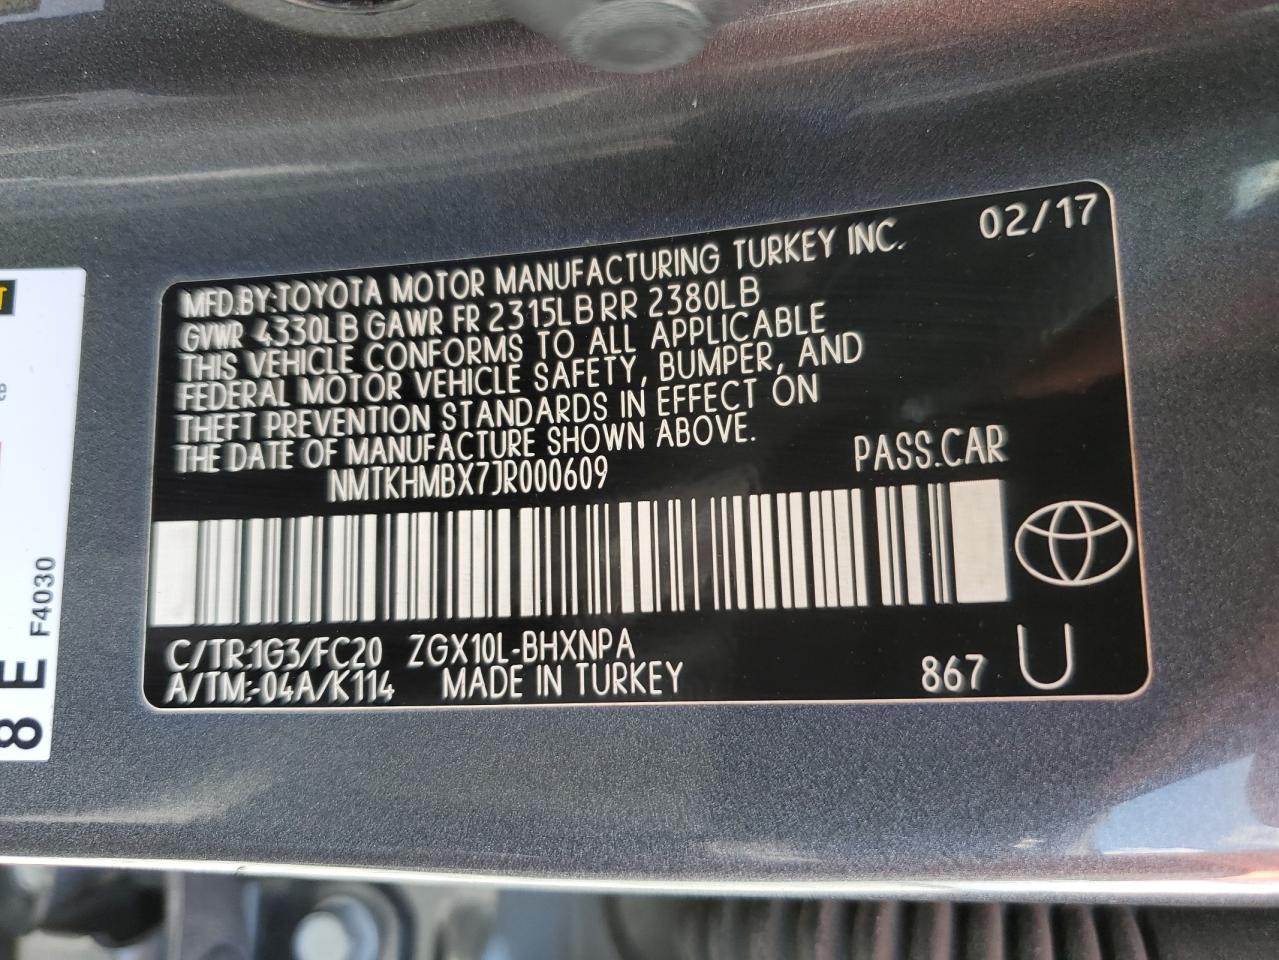 02/17
MFD.BY:TOYOTA MOTOR MANUFACTURING TURKEY INC.
GVWR 4330LB GAWR FR 2315LB RR 2380LB
THIS VEHICLE CONFORMS TO ALL APPLICABLE
FEDERAL MOTOR VEHICLE SAFETY, BUMPER, AND
THEFT PREVENTION STANDARDS IN EFFECT ON
THE DATE OF MANUFACTURE SHOWN ABOVE.
NMTKHMBX7JR000609 PASS.CAR
C/TR:1G3/FC20 ZGX10L-BHXNPA
A/TM:-04A/K114 MADE IN TURKEY 867 U
F4030
8 E